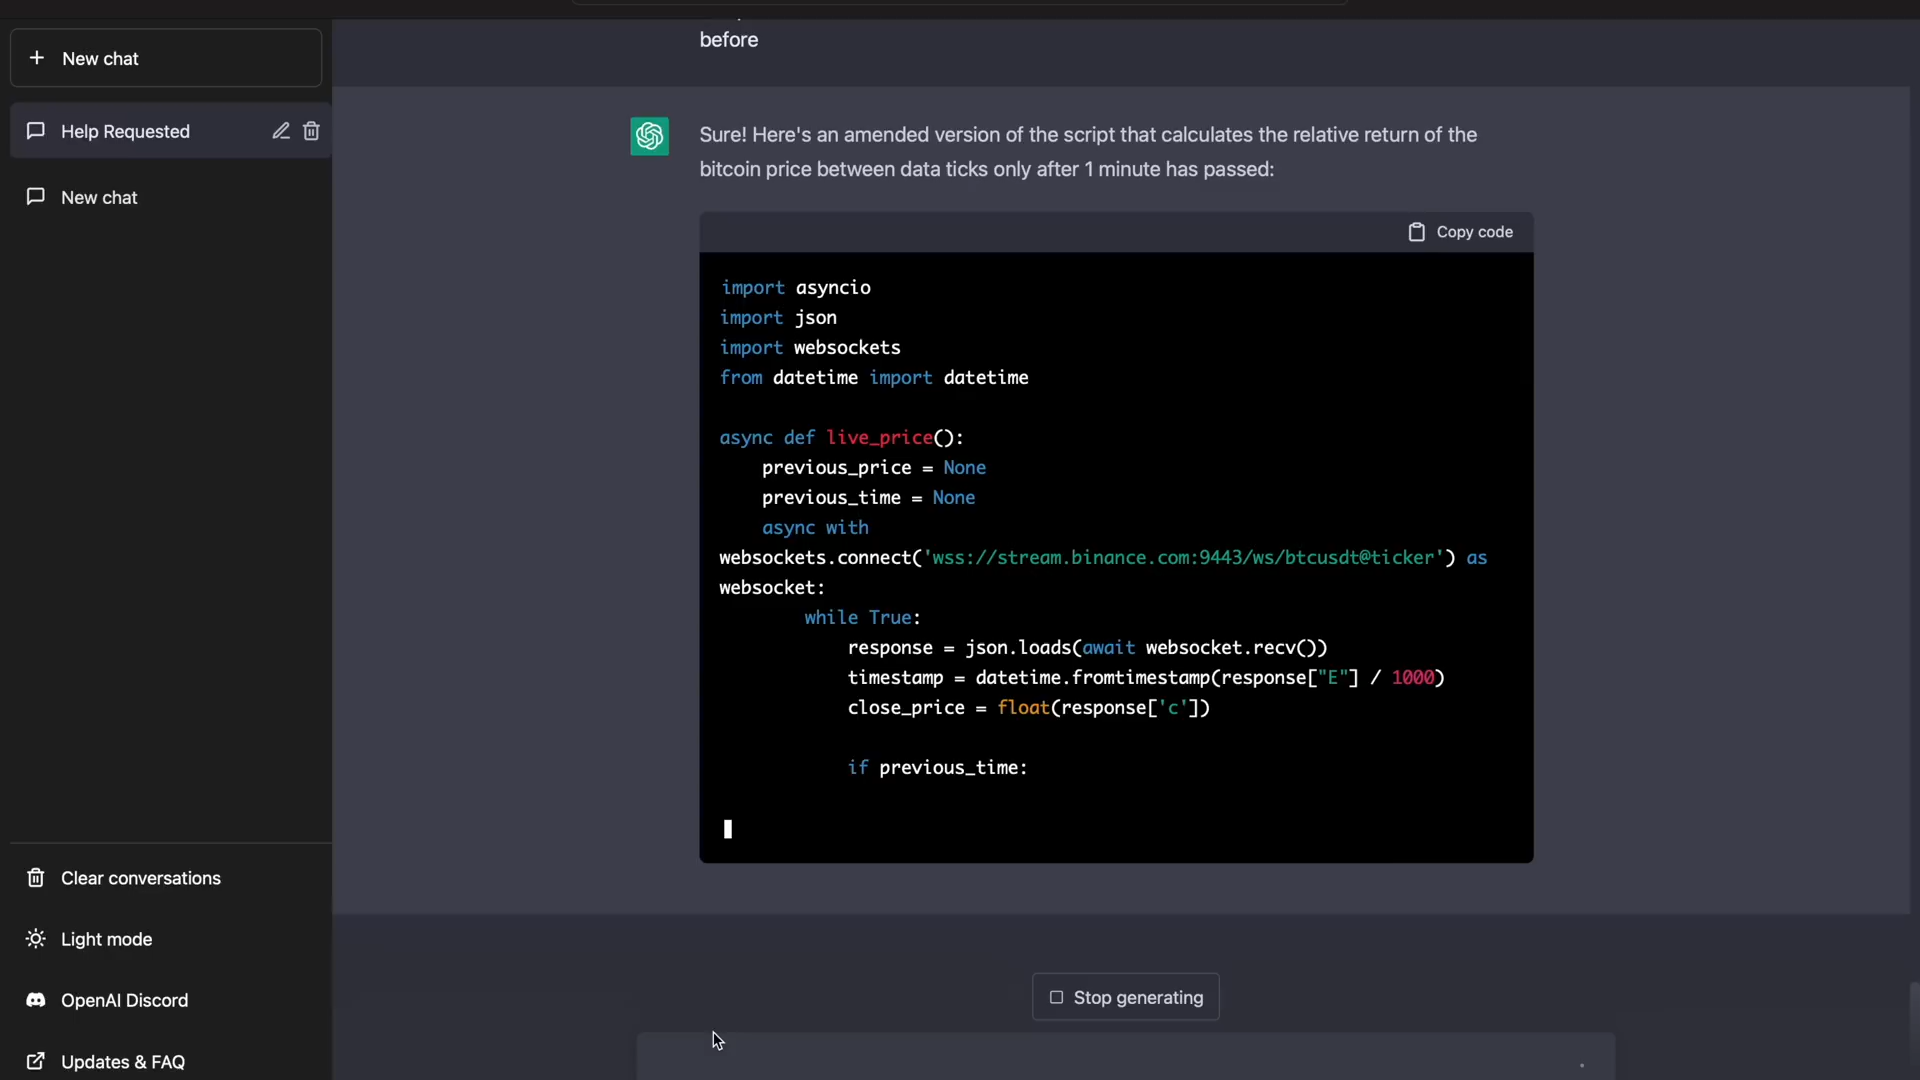 before
New chat
Help Requested
New chat
Sure! Here's an amended version of the script that calculates the relative return of the
bitcoin price between data ticks only after 1 minute has passed:
Copy code
import asyncio
import json
import websockets
from datetime import datetime
async def live_price():
    previous_price = None
    previous_time = None
    async with
websockets.connect('wss://stream.binance.com:9443/ws/btcusdt@ticker') as
websocket:
        while True:
            response = json.loads(await websocket.recv())
            timestamp = datetime.fromtimestamp(response["E"] / 1000)
            close_price = float(response['c'])
            if previous_time:
Clear conversations
Light mode
OpenAI Discord
Updates & FAQ
Stop generating